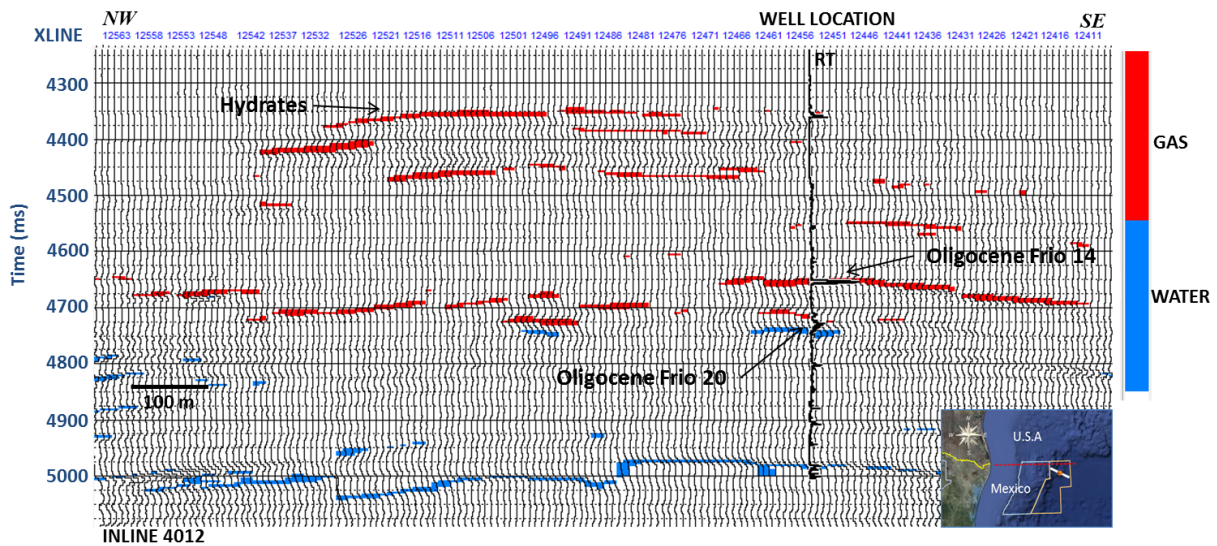 NW
WELL LOCATION
SE
XLINE
12563 12558 12553 12548 12542 12537 12532 12526 12521 12516 12511 12506 12501 12496 12491 12486 12481 12476 12471 12466 12461 12456 12451 12446 12441 12436 12431 12426 12421 12416 12411
RT
4300
Hydrates
4400
GAS
4500
Time (ms)
4600
Oligocene Frio 14
4700
WATER
4800
Oligocene Frio 20
100 m
4900
U.S.A
5000
Mexico
INLINE 4012